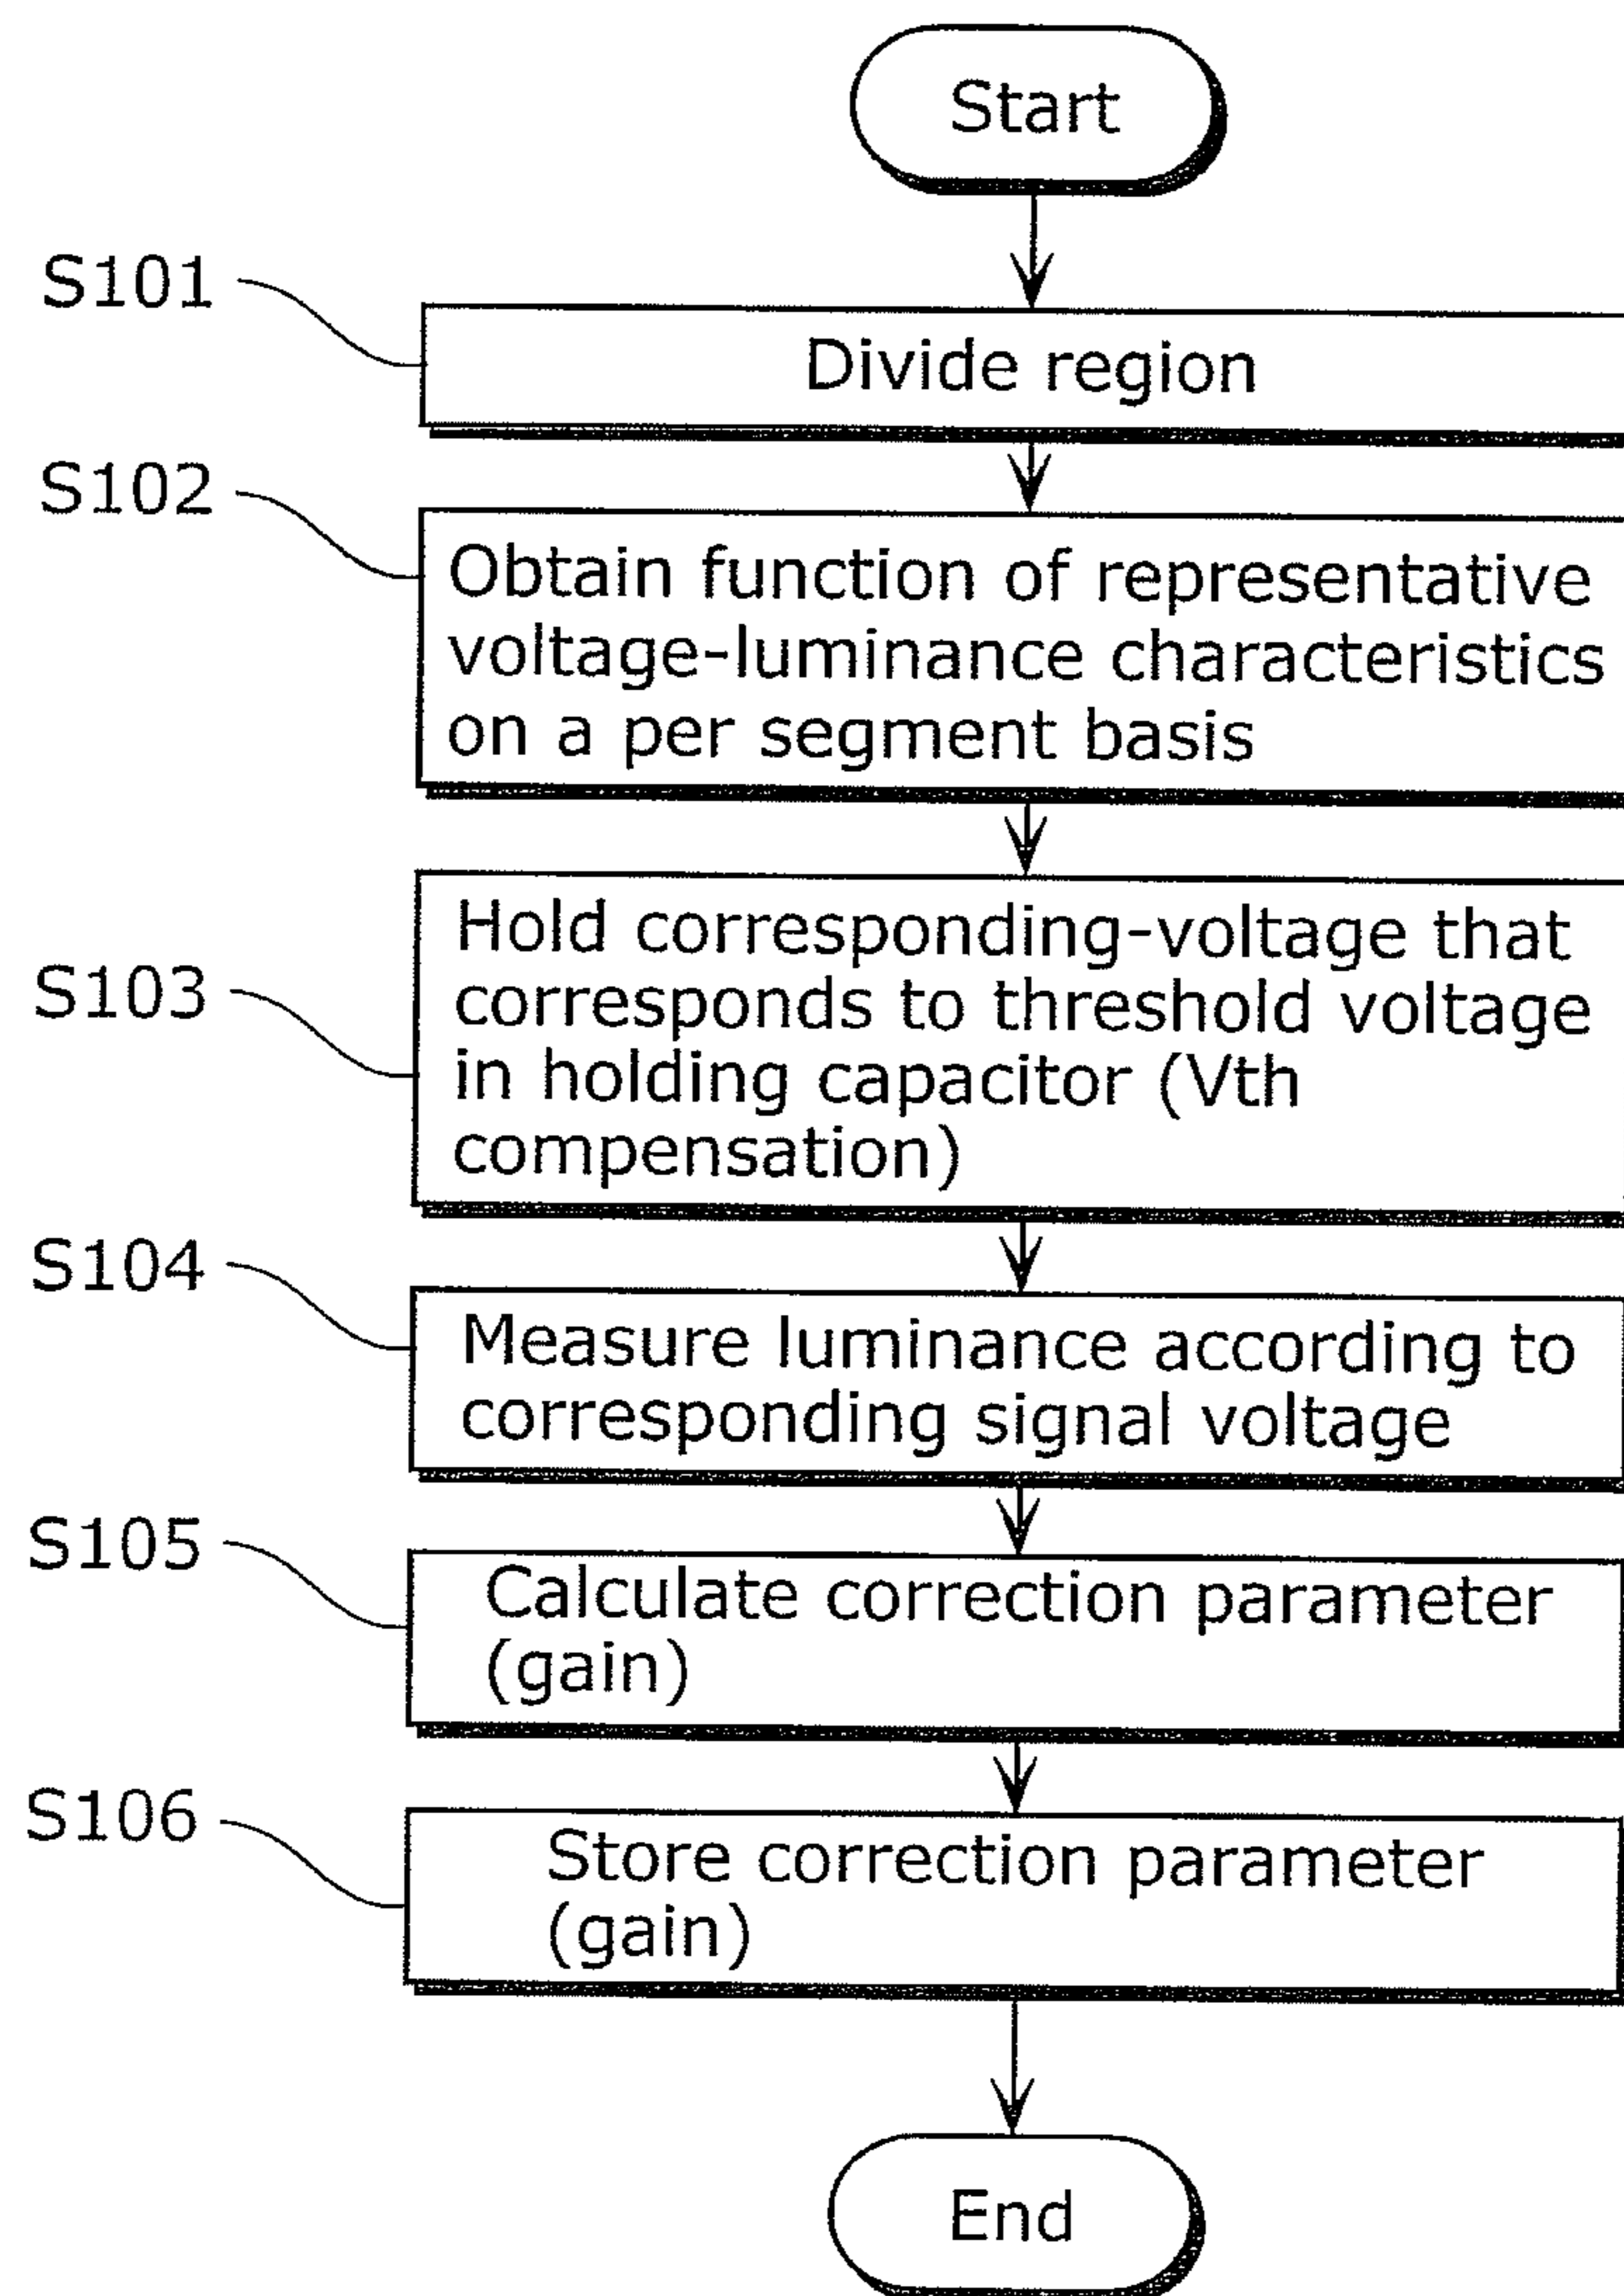 Start
S101
Divide region
S102
Obtain function of representative
voltage-luminance characteristics
on a per segment basis
S103
Hold corresponding-voltage that
corresponds to threshold voltage
in holding capacitor (Vth
compensation)
S104
Measure luminance according to
corresponding signal voltage
S105
Calculate correction parameter
(gain)
S106
Store correction parameter
(gain)
End